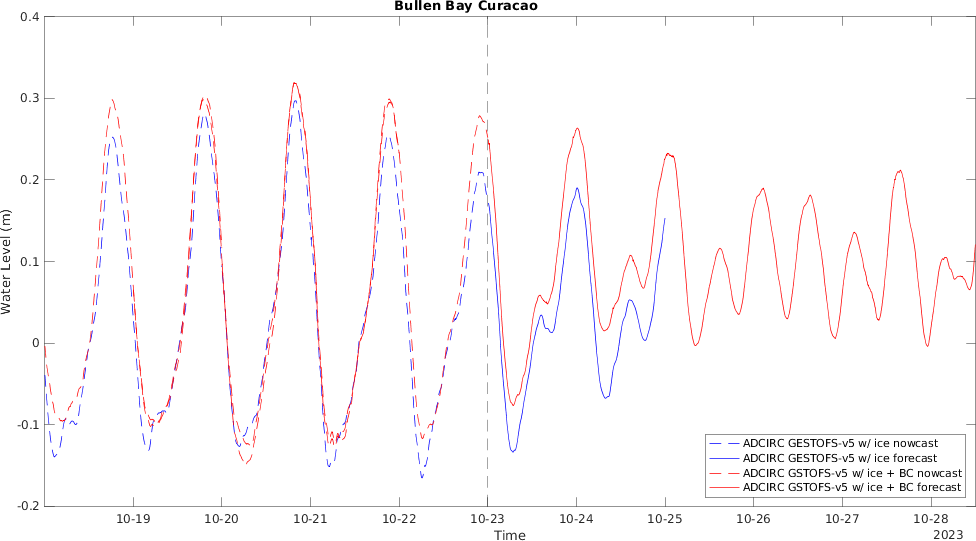 Bullen Bay Curacao
0.4
0.3
0.2
0.1
0
-0.1
-0.2
Water Level (m)
10-19
10-20
10-21
10-22
10-23
10-24
10-25
10-26
10-27
10-28
2023
Time
ADCIRC GESTOFS-v5 w/ ice nowcast
ADCIRC GESTOFS-v5 w/ ice forecast
ADCIRC GSTOFS-v5 w/ ice + BC nowcast
ADCIRC GSTOFS-v5 w/ ice + BC forecast